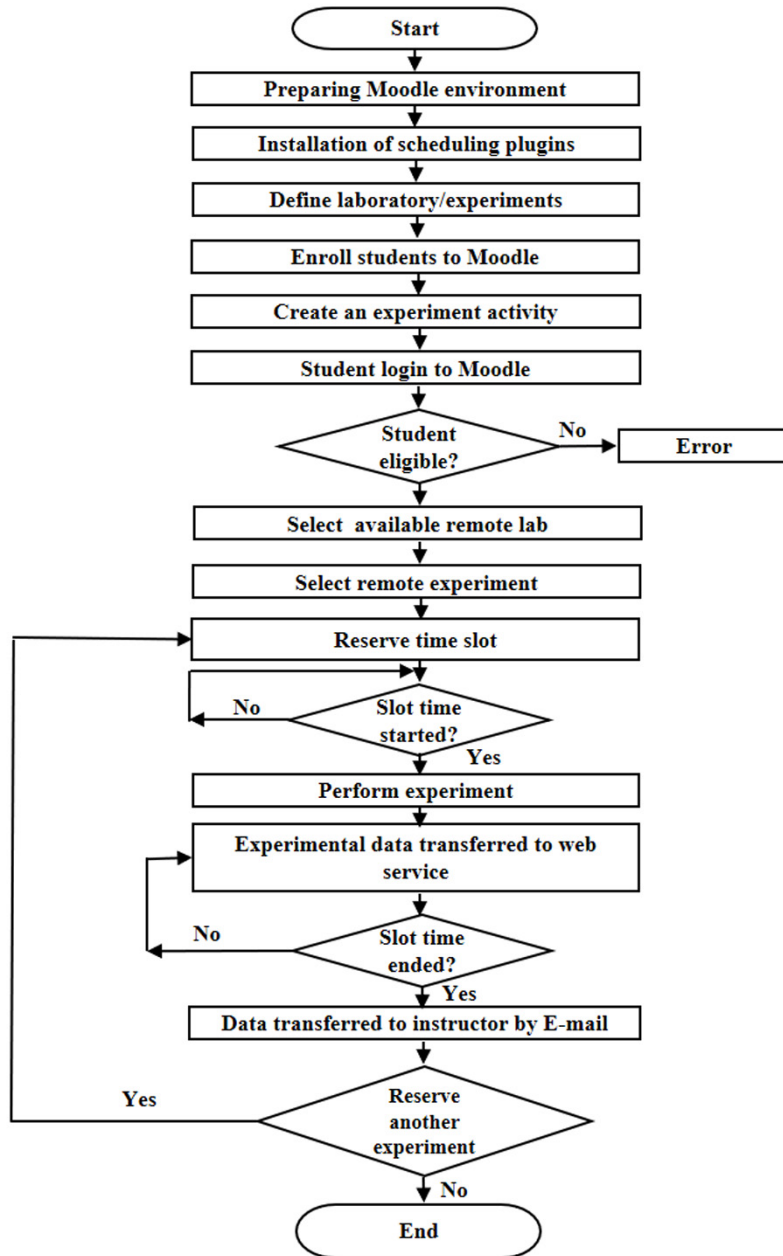 Start
Preparing Moodle environment
Installation of scheduling plugins
Define laboratory/experiments
Enroll students to Moodle
Create an experiment activity
Student login to Moodle
Student
eligible?
No
Error
Select available remote lab
Select remote experiment
Reserve time slot
No
Slot time
started?
Yes
Perform experiment
Experimental data transferred to web
service
No
Slot time
ended?
Yes
Data transferred to instructor by E-mail
Yes
Reserve
another
experiment
No
End